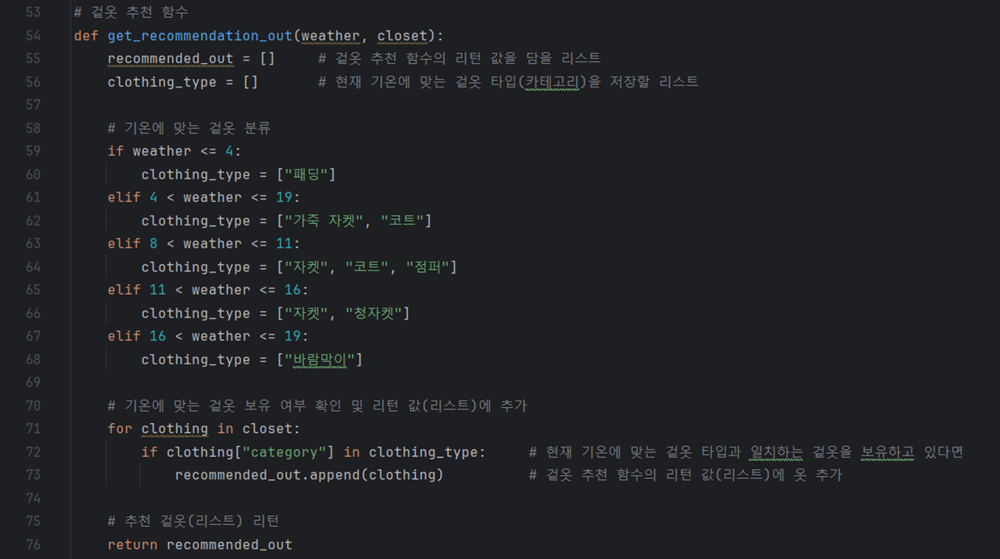 53 # 겉옷 추천 함수
54 def get_recommendation_out(weather, closet):
55     recommended_out = []     # 겉옷 추천 함수의 리턴 값을 담을 리스트
56     clothing_type = []       # 현재 기온에 맞는 겉옷 타입(카테고리)을 저장할 리스트
57
58     # 기온에 맞는 겉옷 분류
59     if weather <= 4:
60         clothing_type = ["패딩"]
61     elif 4 < weather <= 19:
62         clothing_type = ["가죽 자켓", "코트"]
63     elif 8 < weather <= 11:
64         clothing_type = ["자켓", "코트", "점퍼"]
65     elif 11 < weather <= 16:
66         clothing_type = ["자켓", "청자켓"]
67     elif 16 < weather <= 19:
68         clothing_type = ["바람막이"]
69
70     # 기온에 맞는 겉옷 보유 여부 확인 및 리턴 값(리스트)에 추가
71     for clothing in closet:
72         if clothing["category"] in clothing_type:     # 현재 기온에 맞는 겉옷 타입과 일치하는 겉옷을 보유하고 있다면
73             recommended_out.append(clothing)          # 겉옷 추천 함수의 리턴 값(리스트)에 옷 추가
74
75     # 추천 겉옷(리스트) 리턴
76     return recommended_out